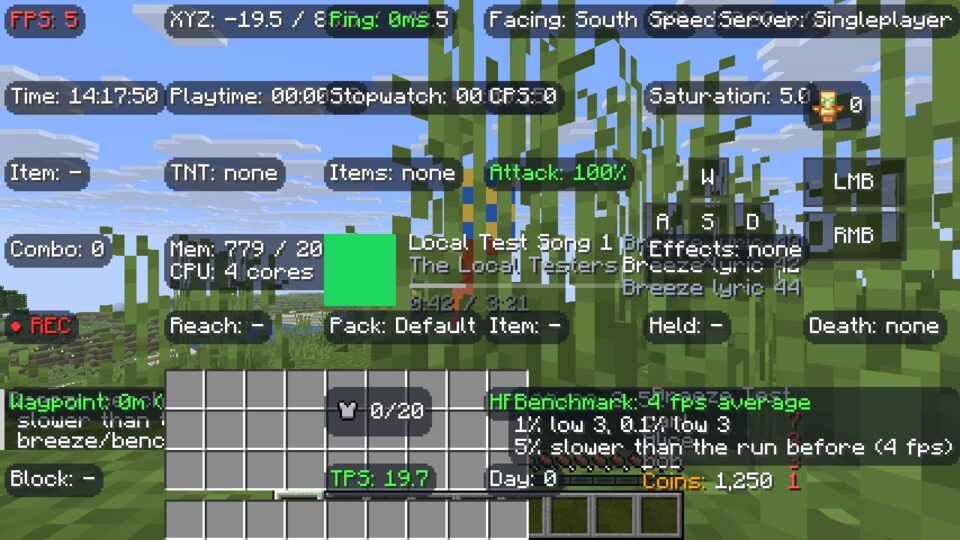 FPS: 5
XYZ: -19.5 / 8
Ping: 0ms
5
Facing: South
Speed
Server: Singleplayer
Time: 14:17:50
Playtime: 00:00
Stopwatch: 00
CPS: 0
Saturation: 5.0
0
Item: -
TNT: none
Items: none
Attack: 100%
W
LMB
A S D
RMB
Combo: 0
Mem: 779 / 20
CPU: 4 cores
Local Test Song 1
The Local Testers
0:42 / 3:21
Effects: none
Breeze lyric 42
Breeze lyric 44
● REC
Reach: -
Pack: Default
Item: -
Held: -
Death: none
Waypoint: 0m
slower than
breeze/benc
0/20
Breeze Test
Benchmark: 4 fps average
1% low 3, 0.1% low 3
5% slower than the run before (4 fps)
Block: -
TPS: 19.7
Day: 0
Coins: 1,250
1